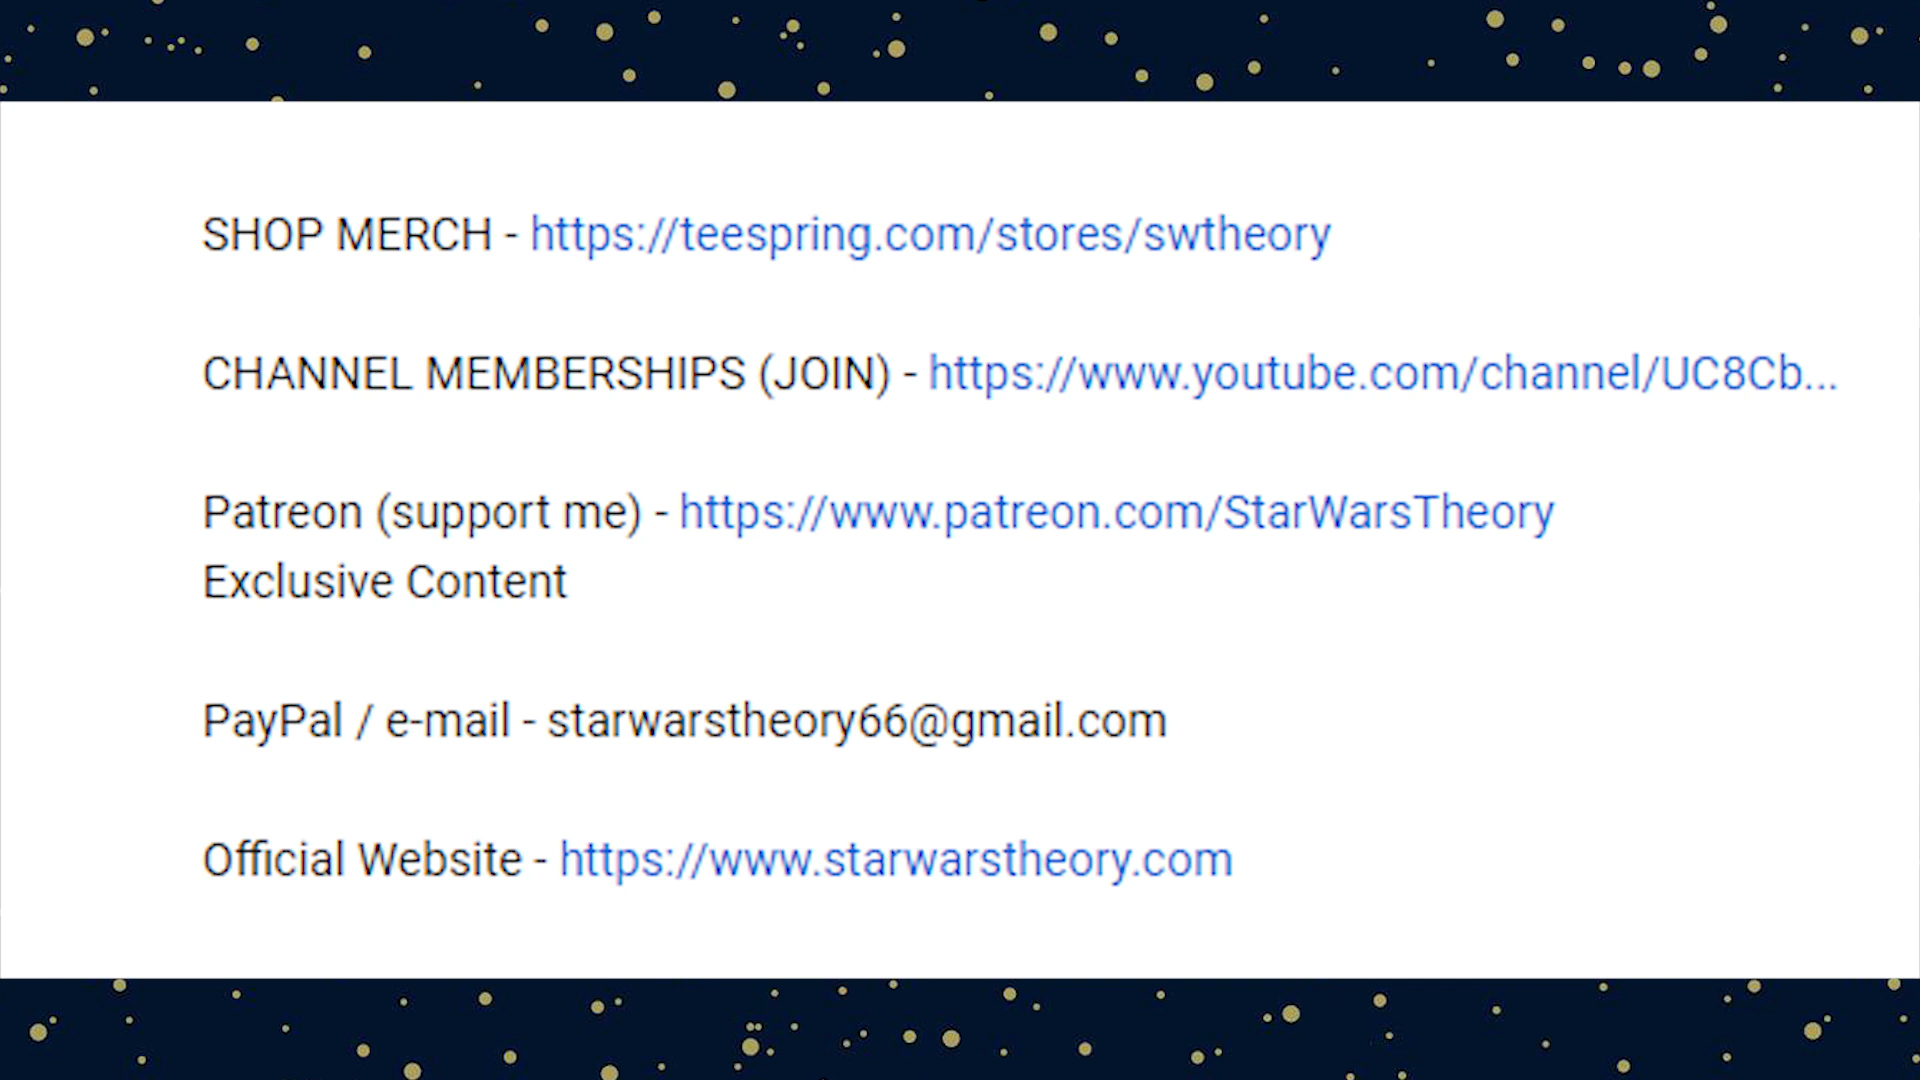 SHOP MERCH - https://teespring.com/stores/swtheory
CHANNEL MEMBERSHIPS (JOIN) - https://www.youtube.com/channel/UC8Cb...
Patreon (support me) - https://www.patreon.com/StarWarsTheory
Exclusive Content
PayPal / e-mail - starwarstheory66@gmail.com
Official Website - https://www.starwarstheory.com